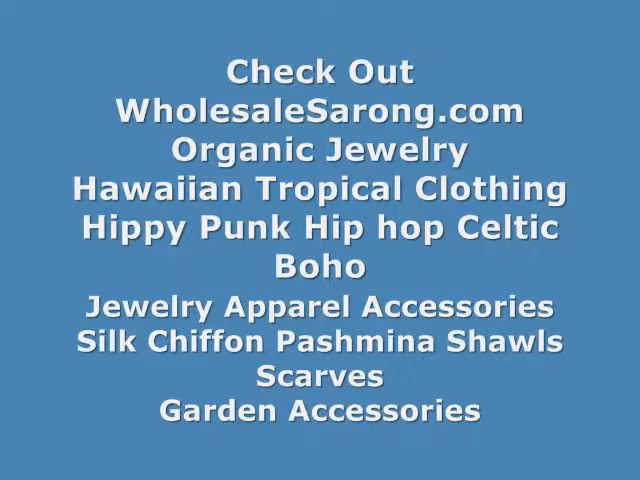 Check Out
WholesaleSarong.com
Organic Jewelry
Hawaiian Tropical Clothing
Hippy Punk Hip hop Celtic
Boho
Jewelry Apparel Accessories
Silk Chiffon Pashmina Shawls
Scarves
Garden Accessories